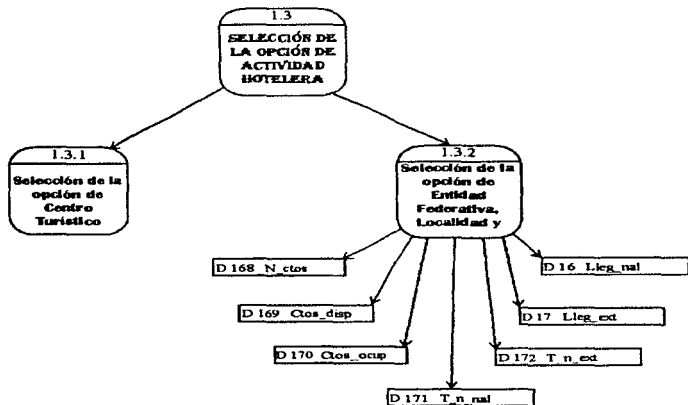 1.3
SELECCIÓN DE
LA OPCIÓN DE
ACTIVIDAD
HOTELERA
1.3.1
Selección de la
opción de
Centro
Turístico
1.3.2
Selección de la
opción de
Entidad
Federativa,
Localidad y
D 168 N_ctos
D 16 Lleg_nal
D 169 Ctos_disp
D 17 Lleg_ext
D 170 Ctos_ocup
D 172 T_n_ext
D 171 T_n_nal